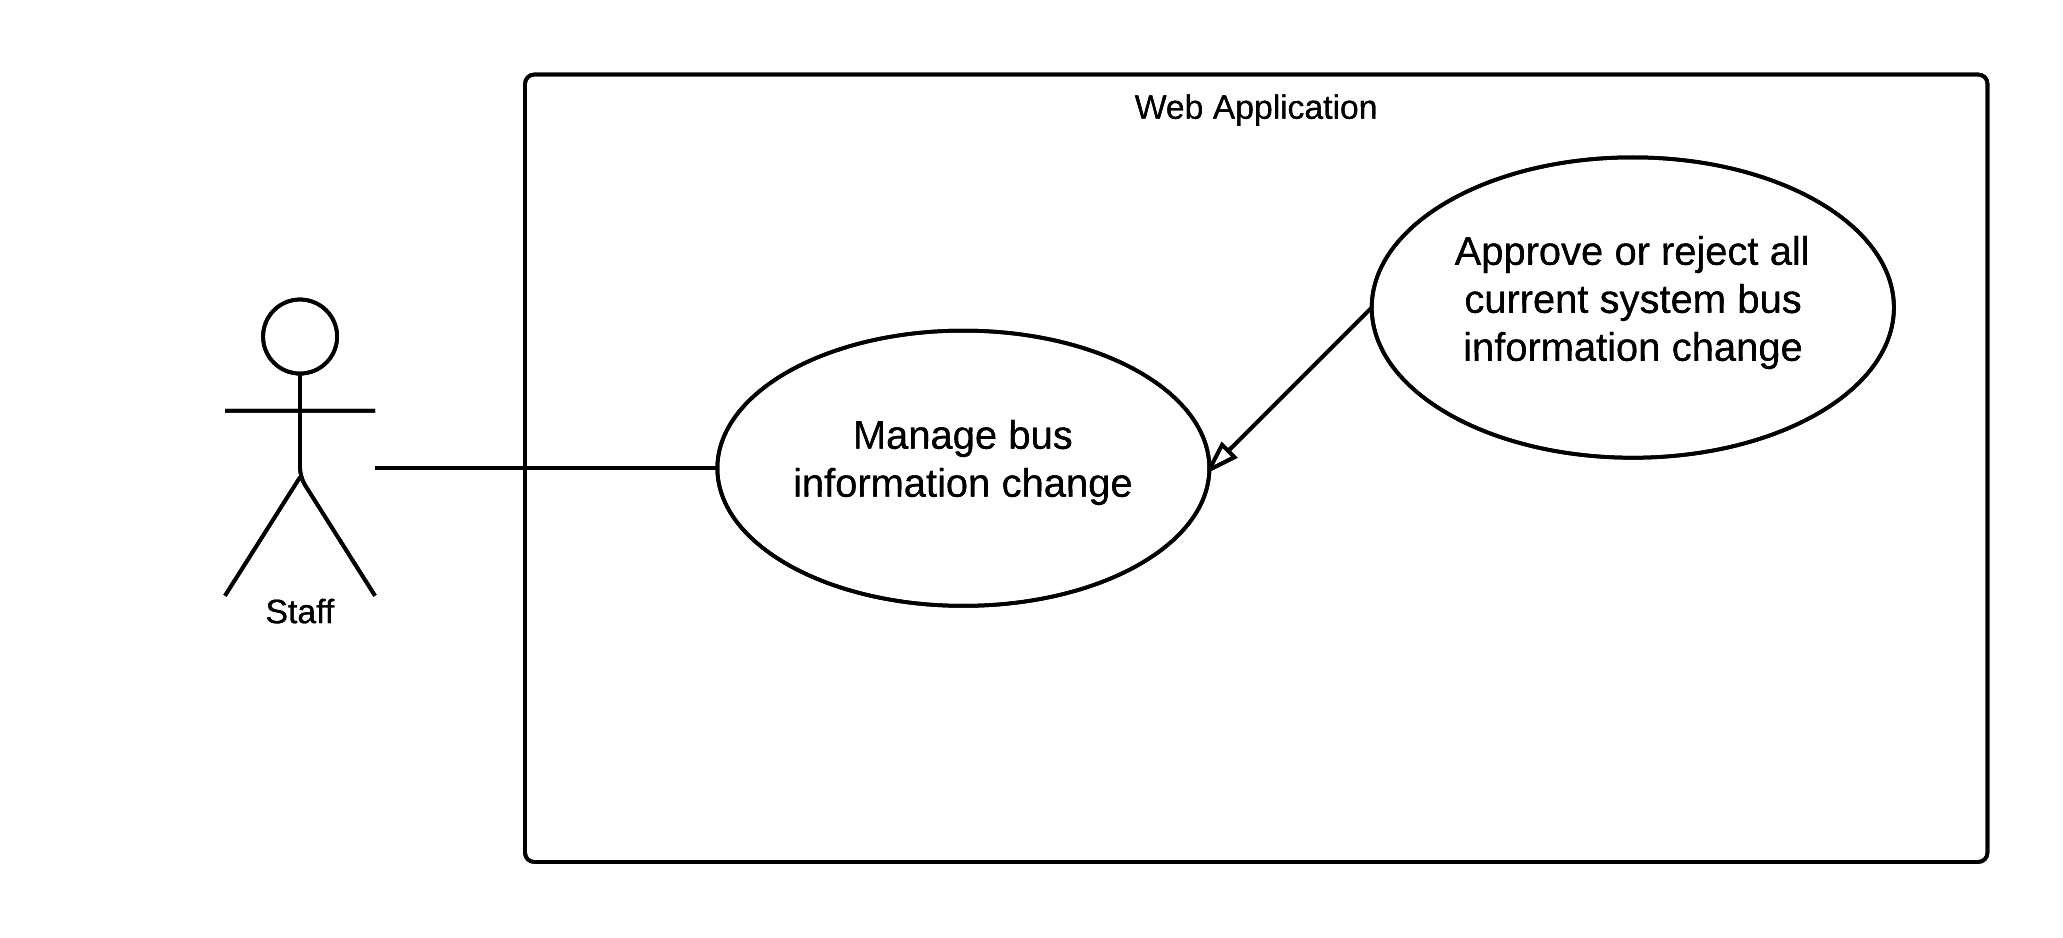 Web Application
Approve or reject all
current system bus
information change
Manage bus
information change
Staff